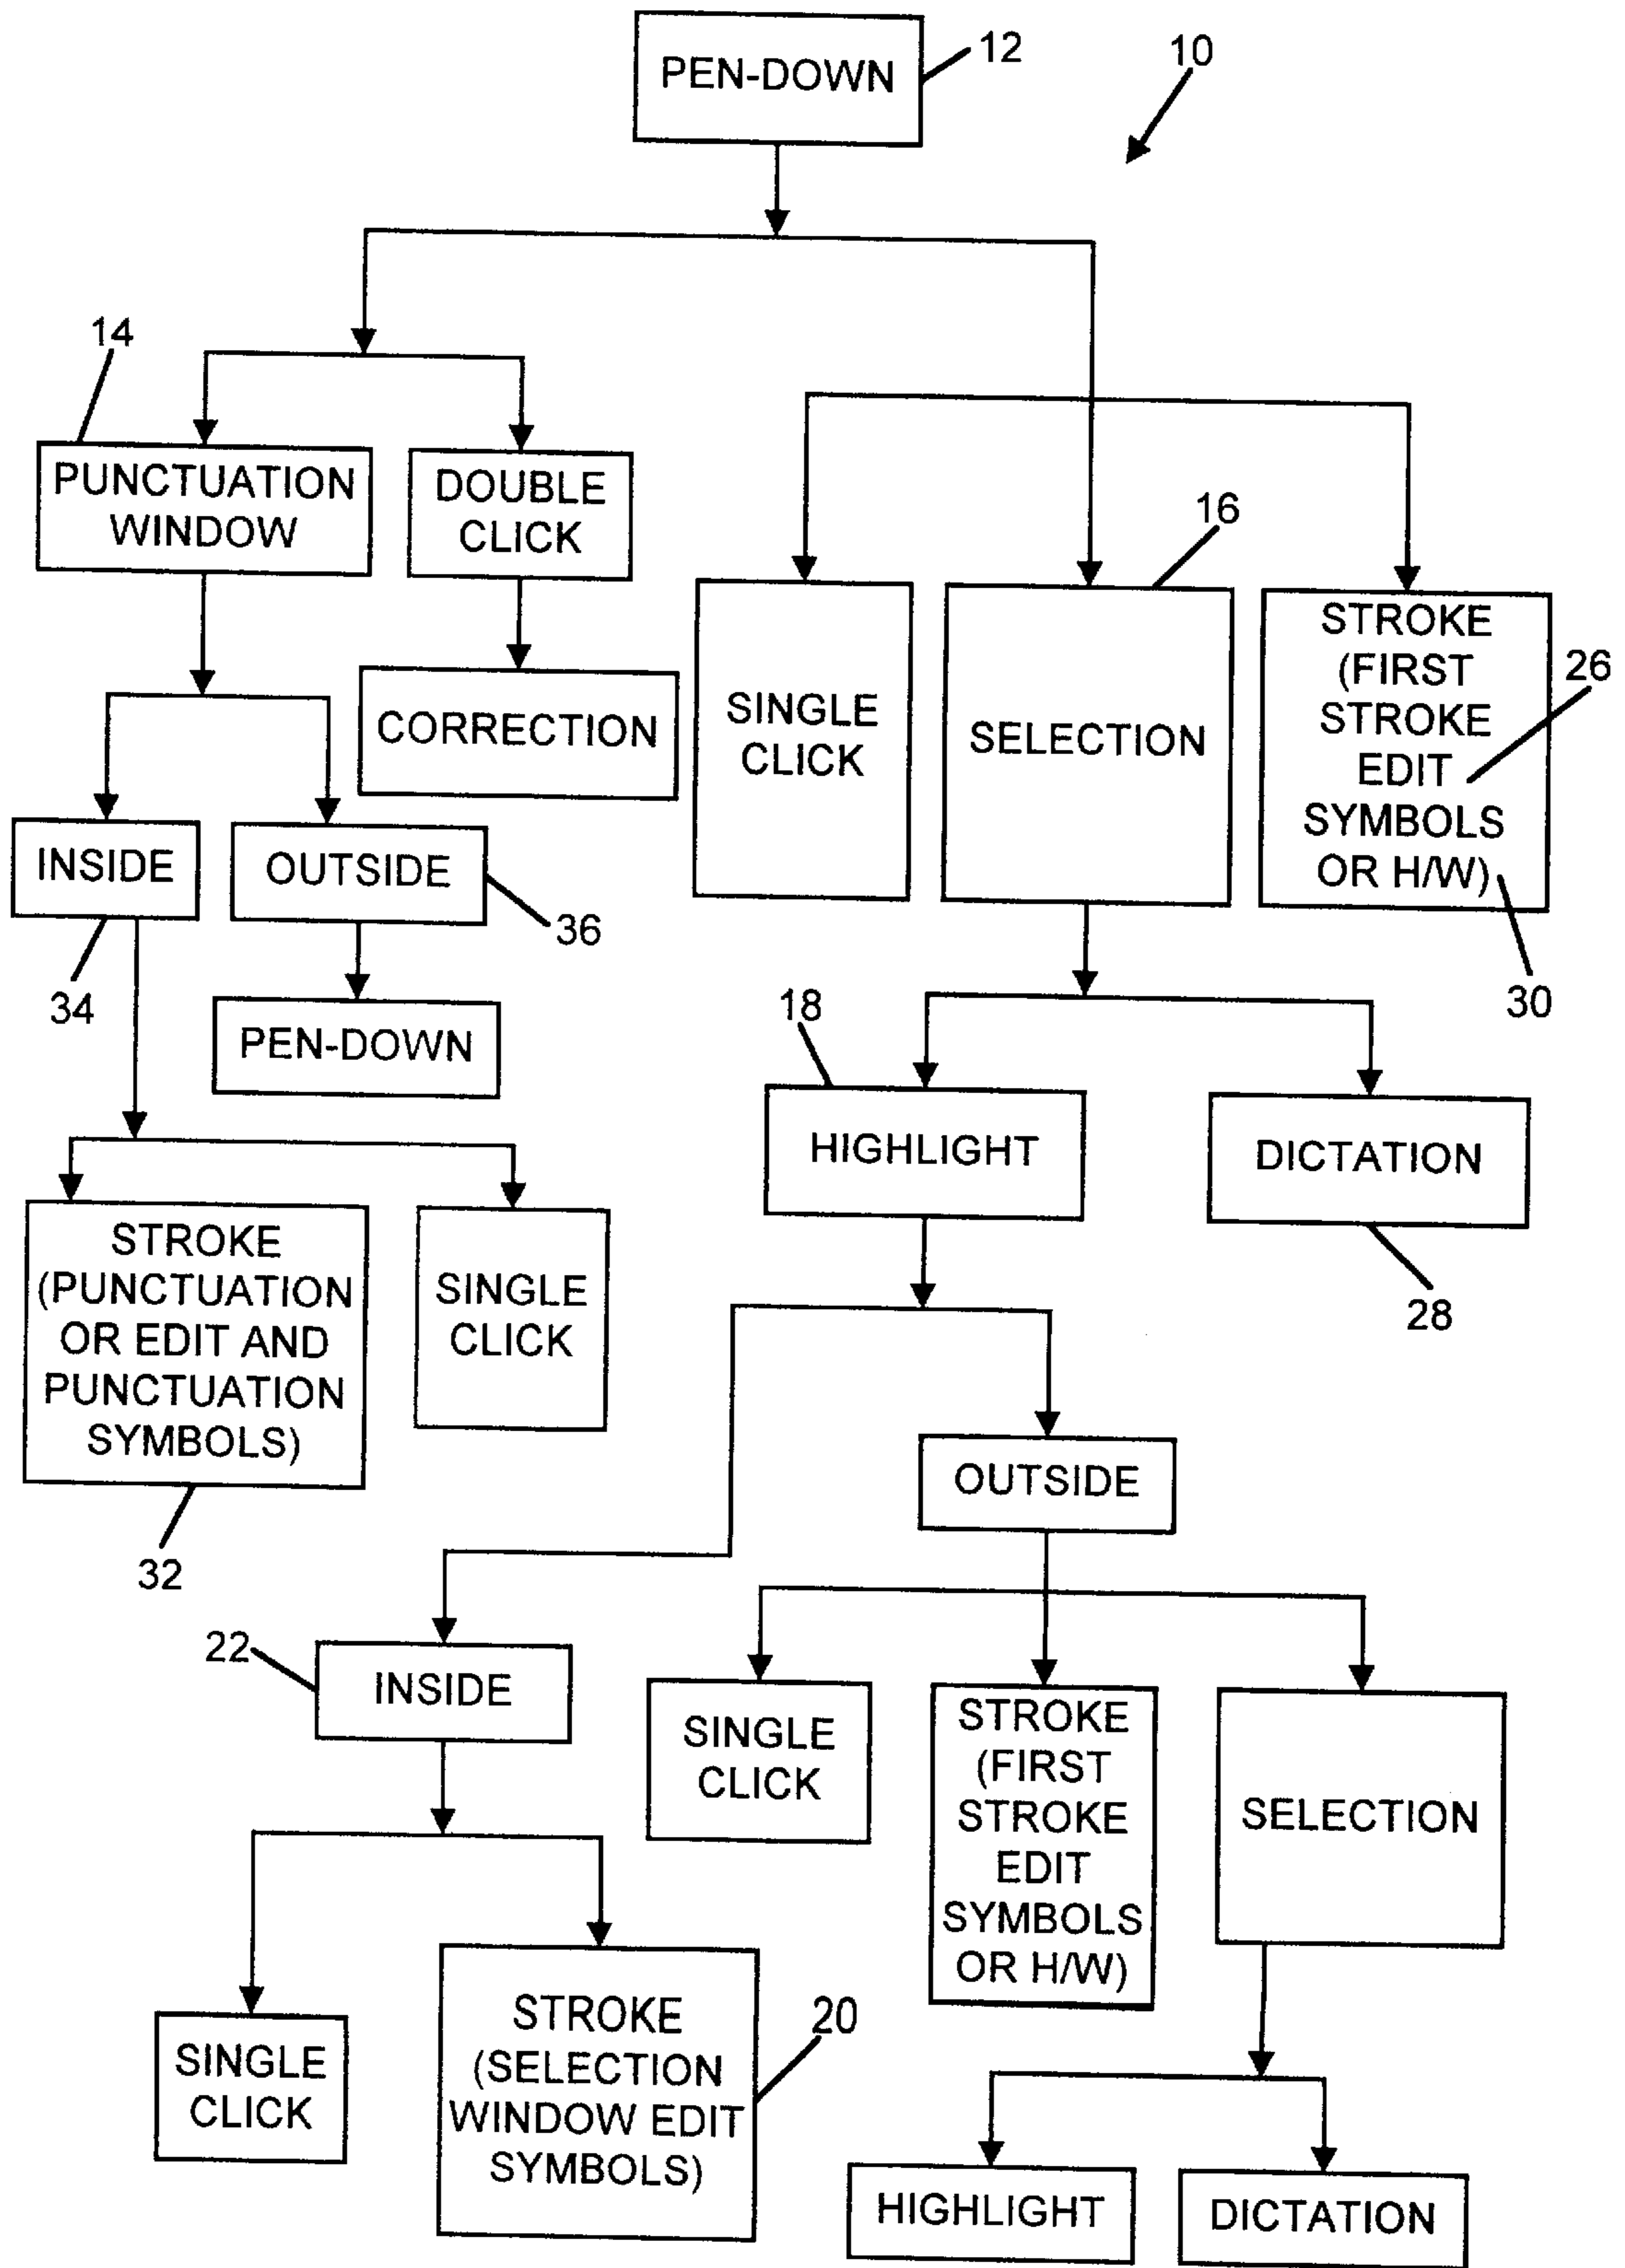 PEN-DOWN
12
10
14
PUNCTUATION
WINDOW
DOUBLE
CLICK
16
SINGLE
CLICK
SELECTION
STROKE
(FIRST
STROKE
EDIT
SYMBOLS
OR H/W)
26
30
CORRECTION
INSIDE
34
OUTSIDE
36
PEN-DOWN
18
HIGHLIGHT
DICTATION
28
STROKE
(PUNCTUATION
OR EDIT AND
PUNCTUATION
SYMBOLS)
32
SINGLE
CLICK
OUTSIDE
22
INSIDE
SINGLE
CLICK
STROKE
(FIRST
STROKE
EDIT
SYMBOLS
OR H/W)
SELECTION
SINGLE
CLICK
STROKE
(SELECTION
WINDOW EDIT
SYMBOLS)
20
HIGHLIGHT
DICTATION